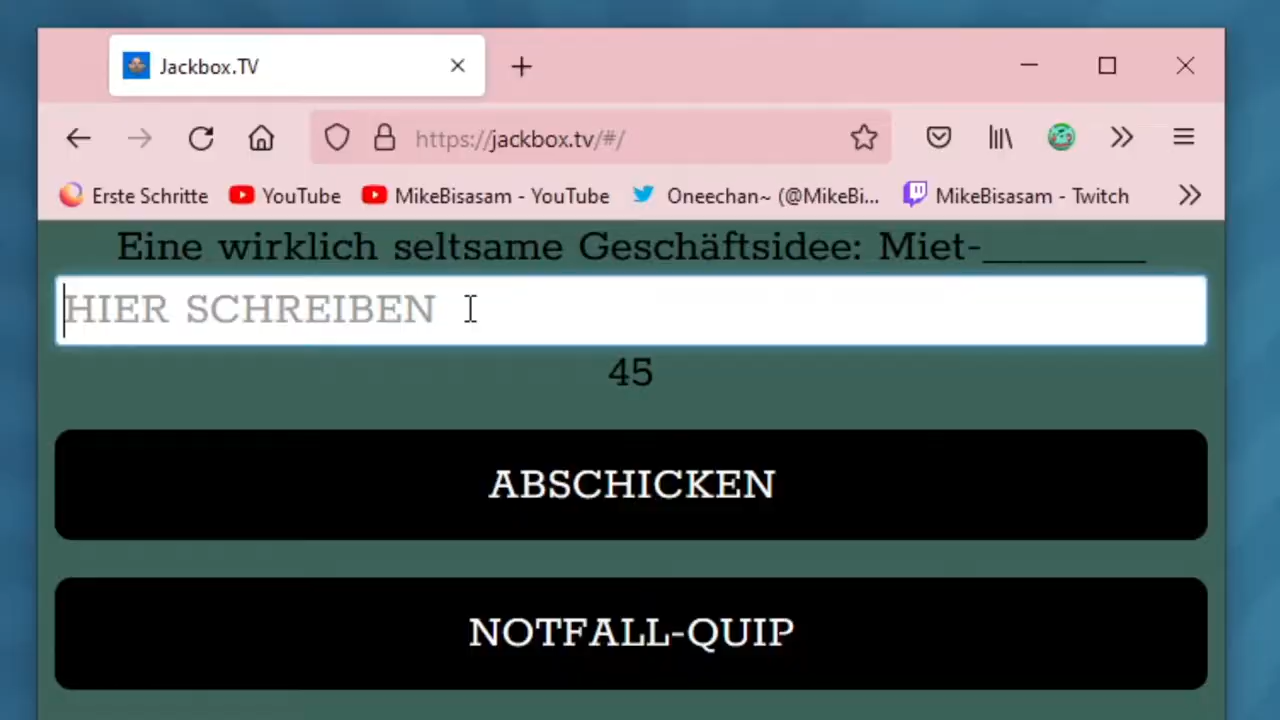 Jackbox.TV
https://jackbox.tv/#/
Erste Schritte YouTube MikeBisasam - YouTube Oneechan~ (@MikeBi... MikeBisasam - Twitch
Eine wirklich seltsame Geschäftsidee: Miet-________
HIER SCHREIBEN
45
ABSCHICKEN
NOTFALL-QUIP